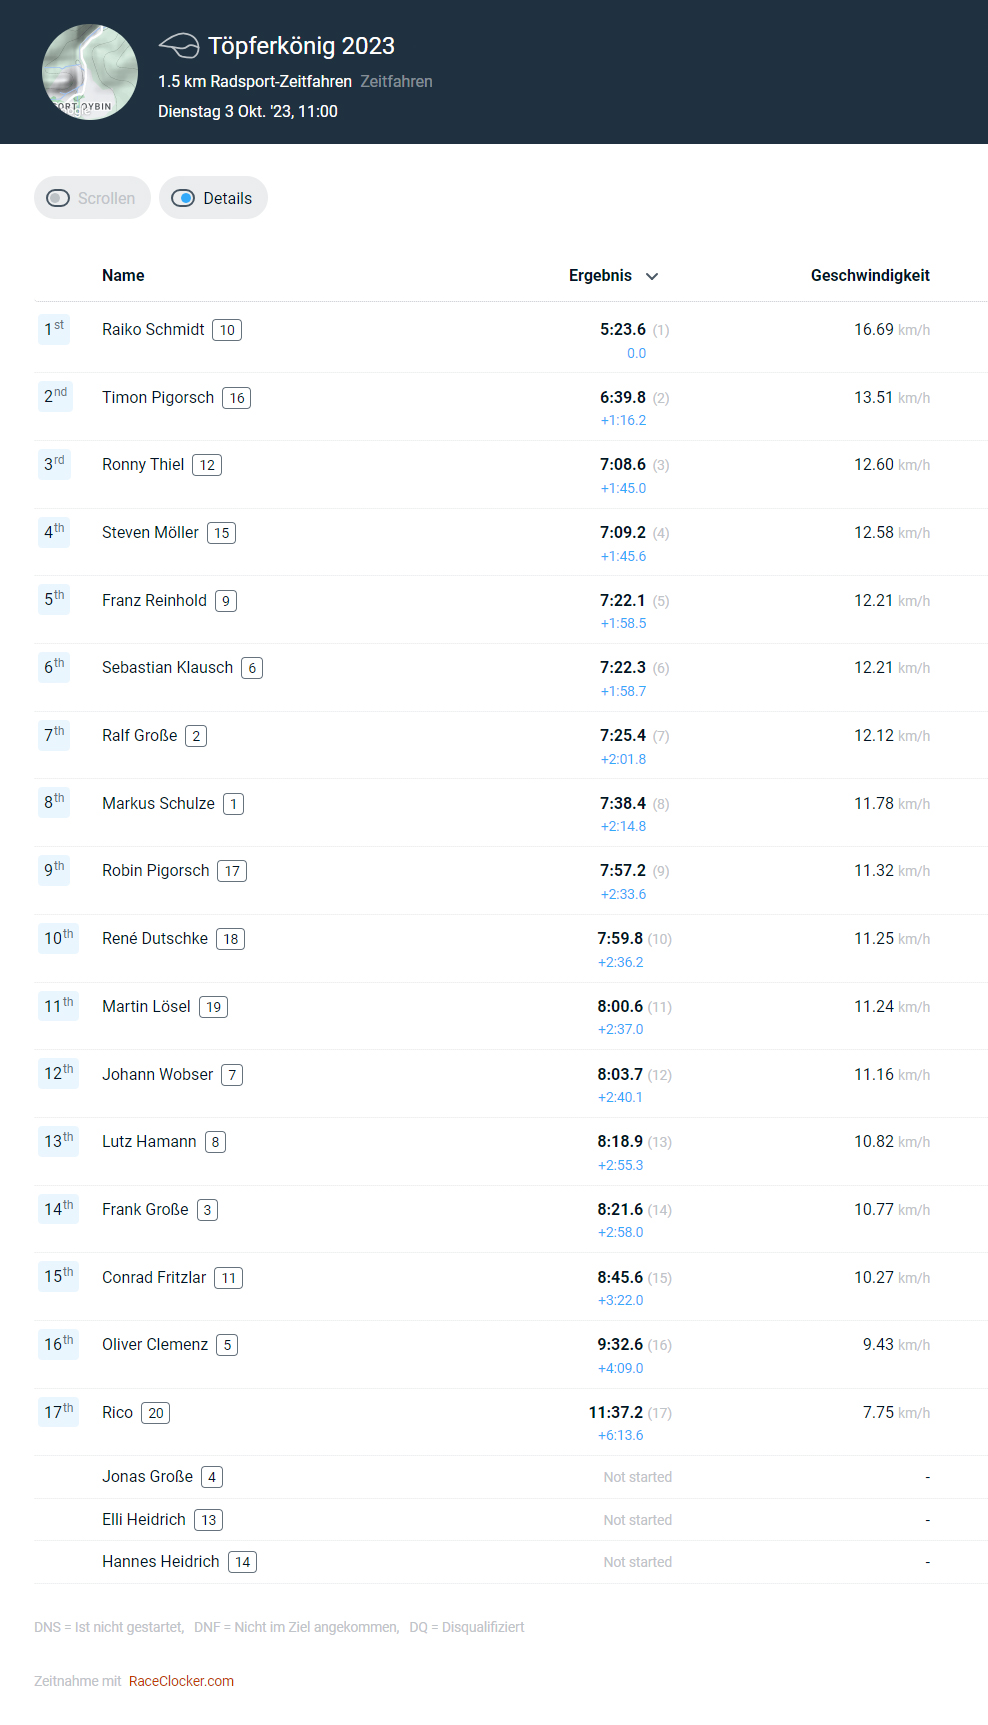 Töpferkönig 2023
1.5 km Radsport-Zeitfahren Zeitfahren
Dienstag 3 Okt. '23, 11:00
Scrollen Details
Name Ergebnis Geschwindigkeit
1st Raiko Schmidt 10 5:23.6 (1) 16.69 km/h
0.0
2nd Timon Pigorsch 16 6:39.8 (2) 13.51 km/h
+1:16.2
3rd Ronny Thiel 12 7:08.6 (3) 12.60 km/h
+1:45.0
4th Steven Möller 15 7:09.2 (4) 12.58 km/h
+1:45.6
5th Franz Reinhold 9 7:22.1 (5) 12.21 km/h
+1:58.5
6th Sebastian Klausch 6 7:22.3 (6) 12.21 km/h
+1:58.7
7th Ralf Große 2 7:25.4 (7) 12.12 km/h
+2:01.8
8th Markus Schulze 1 7:38.4 (8) 11.78 km/h
+2:14.8
9th Robin Pigorsch 17 7:57.2 (9) 11.32 km/h
+2:33.6
10th René Dutschke 18 7:59.8 (10) 11.25 km/h
+2:36.2
11th Martin Lösel 19 8:00.6 (11) 11.24 km/h
+2:37.0
12th Johann Wobser 7 8:03.7 (12) 11.16 km/h
+2:40.1
13th Lutz Hamann 8 8:18.9 (13) 10.82 km/h
+2:55.3
14th Frank Große 3 8:21.6 (14) 10.77 km/h
+2:58.0
15th Conrad Fritzlar 11 8:45.6 (15) 10.27 km/h
+3:22.0
16th Oliver Clemenz 5 9:32.6 (16) 9.43 km/h
+4:09.0
17th Rico 20 11:37.2 (17) 7.75 km/h
+6:13.6
Jonas Große 4 Not started -
Elli Heidrich 13 Not started -
Hannes Heidrich 14 Not started -
DNS = Ist nicht gestartet, DNF = Nicht im Ziel angekommen, DQ = Disqualifiziert
Zeitnahme mit RaceClocker.com